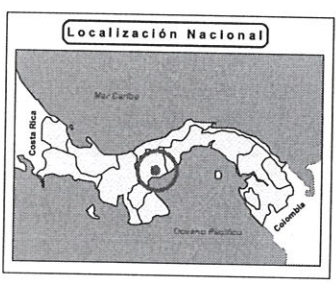 Localización Nacional
Mar Caribe
Costa Rica
Océano Pacífico
Colombia